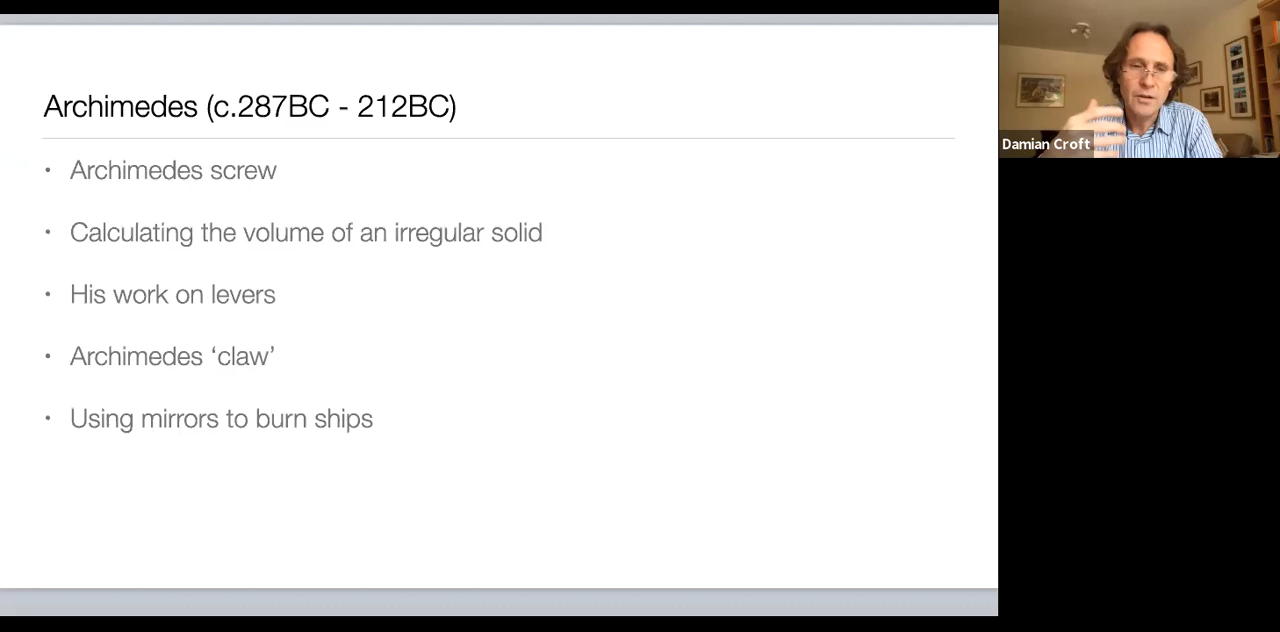 Archimedes (c.287BC - 212BC)
• Archimedes screw
• Calculating the volume of an irregular solid
• His work on levers
• Archimedes ‘claw’
• Using mirrors to burn ships
Damian Croft